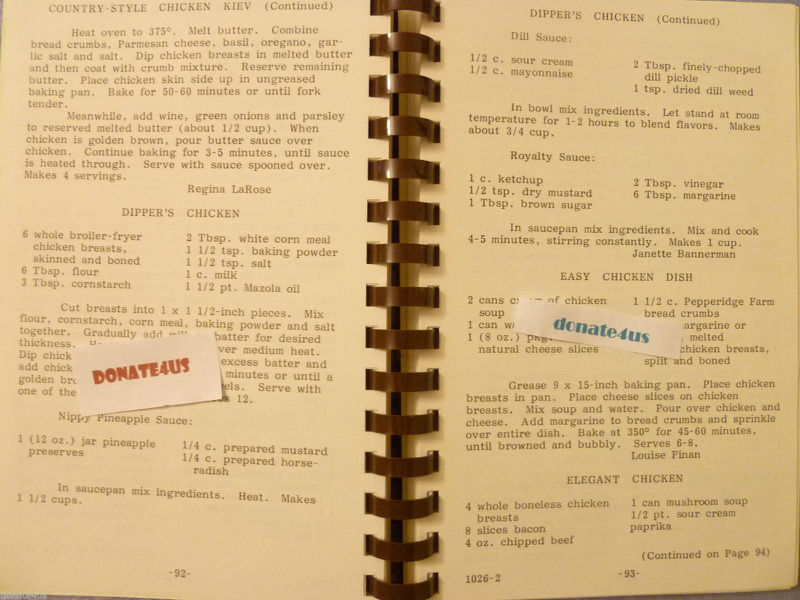 COUNTRY-STYLE CHICKEN KIEV (Continued)
Heat oven to 375°. Melt butter. Combine
bread crumbs, Parmesan cheese, basil, oregano, gar-
lic salt and salt. Dip chicken breasts in melted butter
and then coat with crumb mixture. Reserve remaining
butter. Place chicken skin side up in ungreased
baking pan. Bake for 50-60 minutes or until fork
tender.
Meanwhile, add wine, green onions and parsley
to reserved melted butter (about 1/2 cup). When
chicken is golden brown, pour butter sauce over
chicken. Continue baking for 3-5 minutes, until sauce
is heated through. Serve with sauce spooned over.
Makes 4 servings.
Regina LaRose
DIPPER'S CHICKEN
6 whole broiler-fryer
chicken breasts,
skinned and boned
6 Tbsp. flour
3 Tbsp. cornstarch
2 Tbsp. white corn meal
1 1/2 tsp. baking powder
1 1/2 tsp. salt
1 c. milk
1 1/2 pt. Mazola oil
Cut breasts into 1 x 1 1/2-inch pieces. Mix
flour, cornstarch, corn meal, baking powder and salt
together. Gradually add batter for desired
thickness. over medium heat.
Dip chick excess batter and
add chick minutes or until a
golden Serve with
one of the 12.
DONATE4US
Nippy Pineapple Sauce:
1 (12 oz.) jar pineapple
preserves
1/4 c. prepared mustard
1/4 c. prepared horse-
radish
In saucepan mix ingredients. Heat. Makes
1 1/2 cups.
-92-
donate4us
DIPPER'S CHICKEN (Continued)
Dill Sauce:
1/2 c. sour cream
1/2 c. mayonnaise
2 Tbsp. finely-chopped
dill pickle
1 tsp. dried dill weed
In bowl mix ingredients. Let stand at room
temperature for 1-2 hours to blend flavors. Makes
about 3/4 cup.
Royalty Sauce:
1 c. ketchup
1/2 tsp. dry mustard
1 Tbsp. brown sugar
2 Tbsp. vinegar
6 Tbsp. margarine
In saucepan mix ingredients. Mix and cook
4-5 minutes, stirring constantly. Makes 1 cup.
Janette Bannerman
EASY CHICKEN DISH
2 cans of chicken
soup
1 can
1 (8 oz.)
natural cheese slices
1 1/2 c. Pepperidge Farm
bread crumbs
margarine or
melted
chicken breasts,
split and boned
donate4us
Grease 9 x 15-inch baking pan. Place chicken
breasts in pan. Place cheese slices on chicken
breasts. Mix soup and water. Pour over chicken and
cheese. Add margarine to bread crumbs and sprinkle
over entire dish. Bake at 350° for 45-60 minutes,
until browned and bubbly. Serves 6-8.
Louise Finan
ELEGANT CHICKEN
4 whole boneless chicken
breasts
8 slices bacon
4 oz. chipped beef
1 can mushroom soup
1/2 pt. sour cream
paprika
(Continued on Page 94)
1026-2
-93-